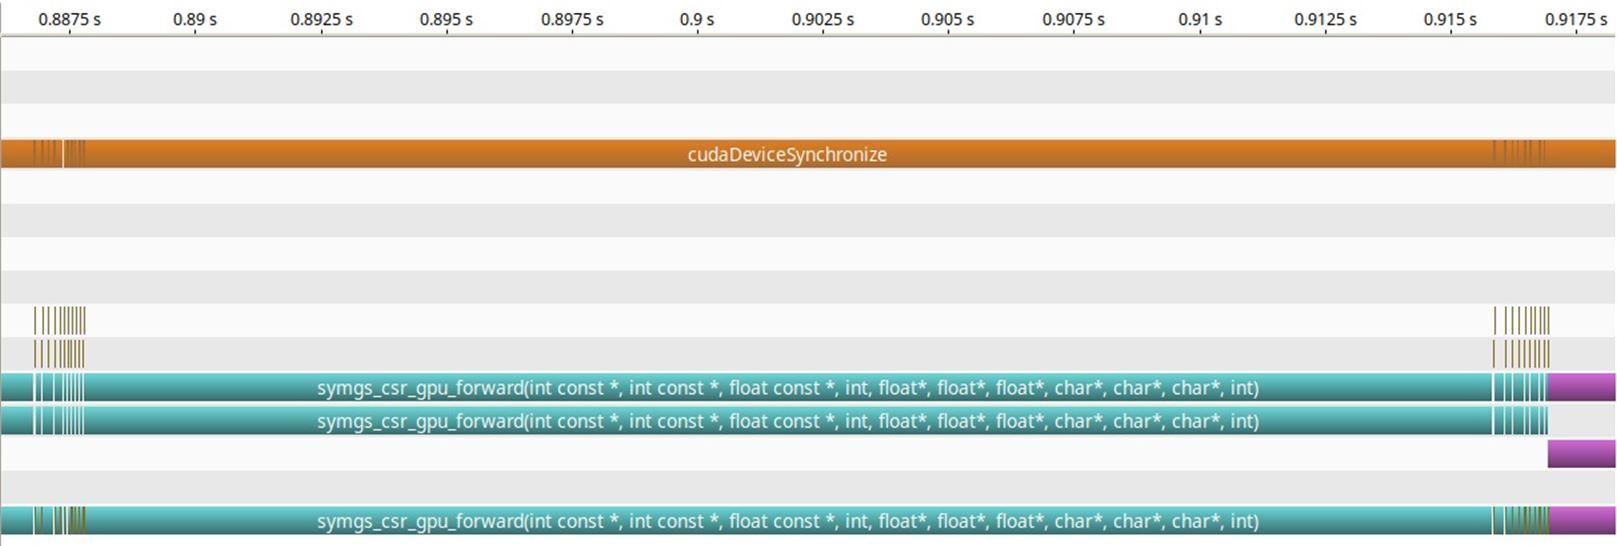 0.8875 s 0.89 s 0.8925 s 0.895 s 0.8975 s 0.9 s 0.9025 s 0.905 s 0.9075 s 0.91 s 0.9125 s 0.915 s 0.9175 s
cudaDeviceSynchronize
symgs_csr_gpu_forward(int const *, int const *, float const *, int, float*, float*, float*, char*, char*, char*, int)
symgs_csr_gpu_forward(int const *, int const *, float const *, int, float*, float*, float*, char*, char*, char*, int)
symgs_csr_gpu_forward(int const *, int const *, float const *, int, float*, float*, float*, char*, char*, char*, int)